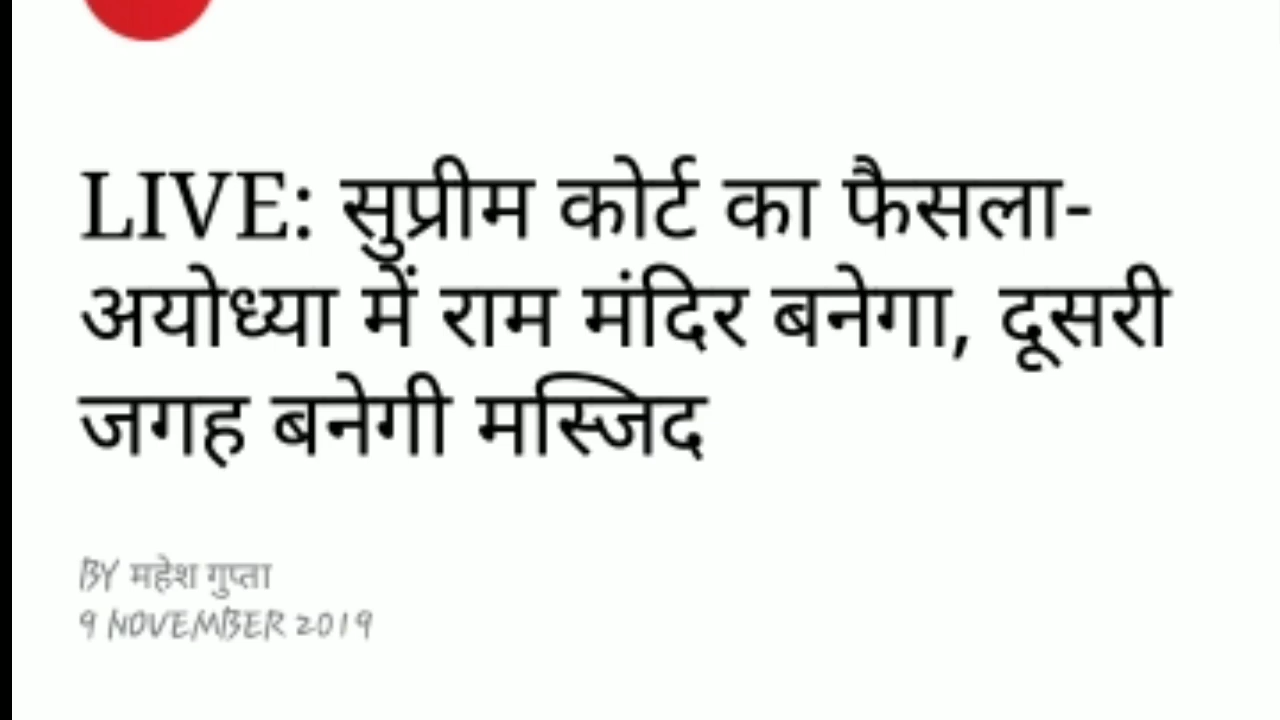 LIVE: सुप्रीम कोर्ट का फैसला-
अयोध्या में राम मंदिर बनेगा, दूसरी
जगह बनेगी मस्जिद
BY महेश गुप्ता
9 NOVEMBER 2019